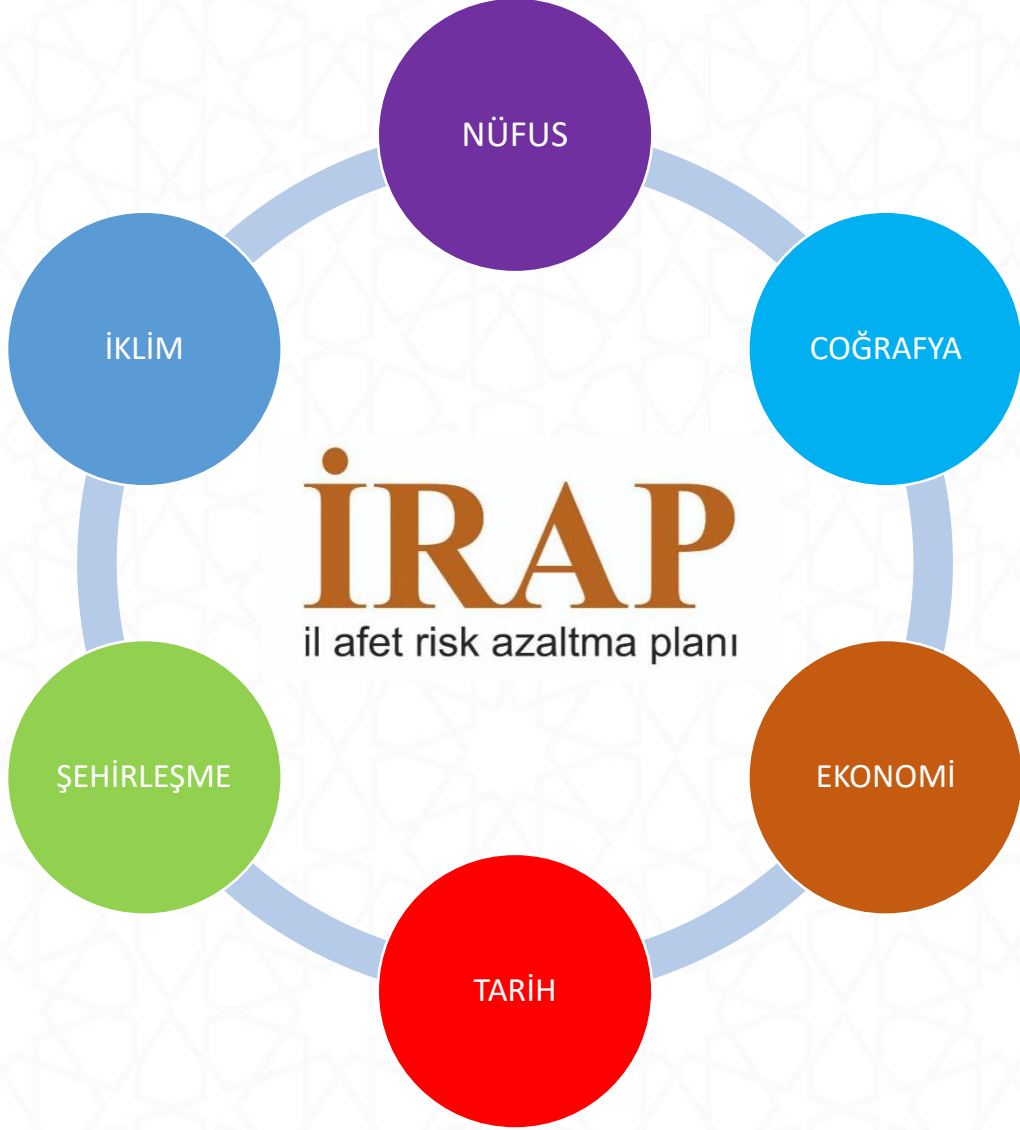 NÜFUS
COĞRAFYA
EKONOMİ
TARİH
ŞEHİRLEŞME
İKLİM
İRAP
il afet risk azaltma planı